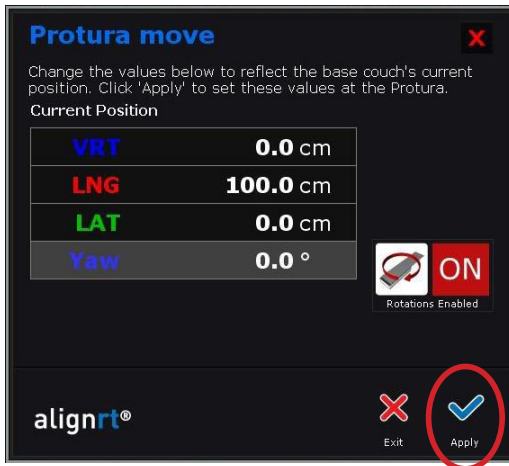 Protura move
X
Change the values below to reflect the base couch's current
position. Click 'Apply' to set these values at the Protura.
Current Position
VRT 0.0 cm
LNG 100.0 cm
LAT 0.0 cm
Yaw 0.0 °
ON
Rotations Enabled
alignrt®
Exit Apply